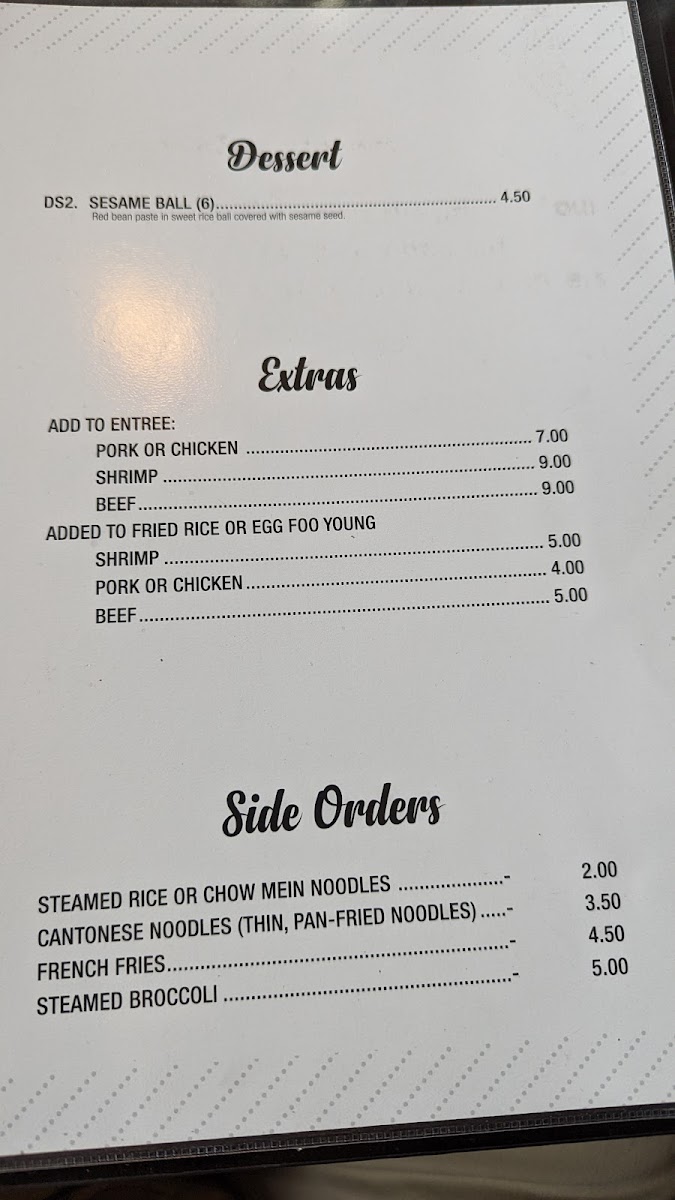 Dessert
DS2. SESAME BALL (6)........................................................................ 4.50
Red bean paste in sweet rice ball covered with sesame seed.
Extras
ADD TO ENTREE:
PORK OR CHICKEN ........................................................................ 7.00
SHRIMP ........................................................................ 9.00
BEEF........................................................................ 9.00
ADDED TO FRIED RICE OR EGG FOO YOUNG
SHRIMP ........................................................................ 5.00
PORK OR CHICKEN........................................................................ 4.00
BEEF........................................................................ 5.00
Side Orders
STEAMED RICE OR CHOW MEIN NOODLES .....................- 2.00
CANTONESE NOODLES (THIN, PAN-FRIED NOODLES).....- 3.50
FRENCH FRIES........................................................................- 4.50
STEAMED BROCCOLI ............................................................- 5.00